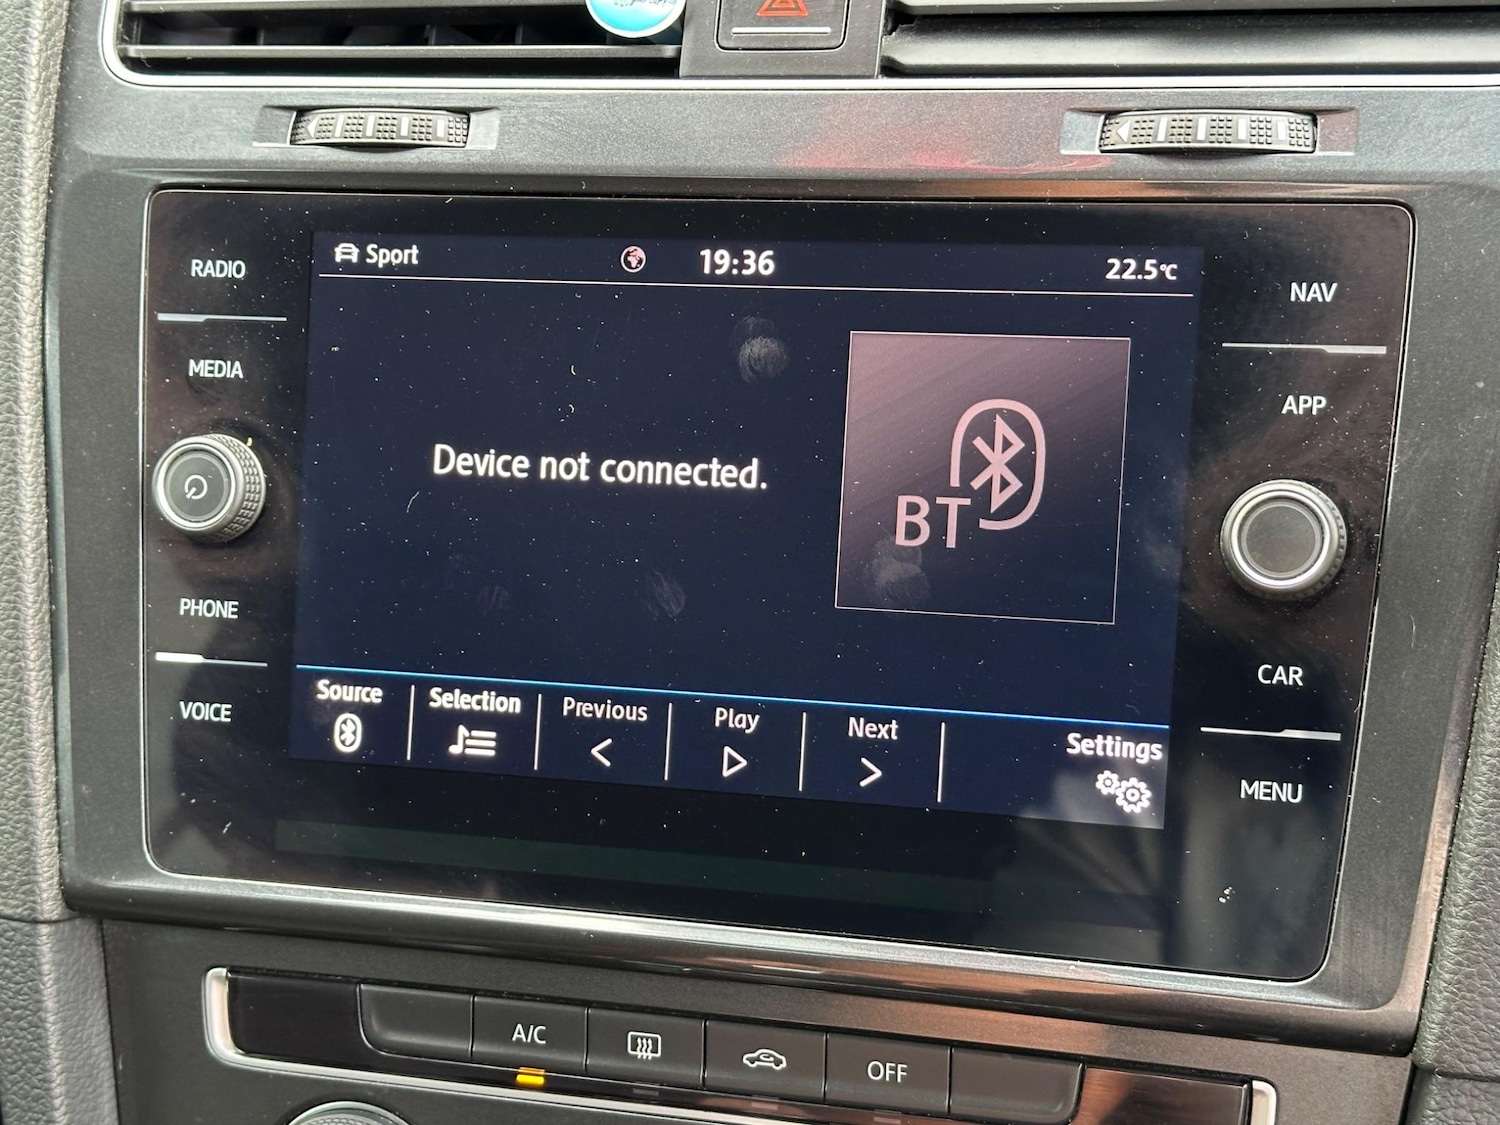 Sport
19:36
22.5°C
RADIO
MEDIA
PHONE
VOICE
Device not connected.
BT
NAV
APP
CAR
MENU
Source
Selection
Previous
Play
Next
Settings
A/C
OFF